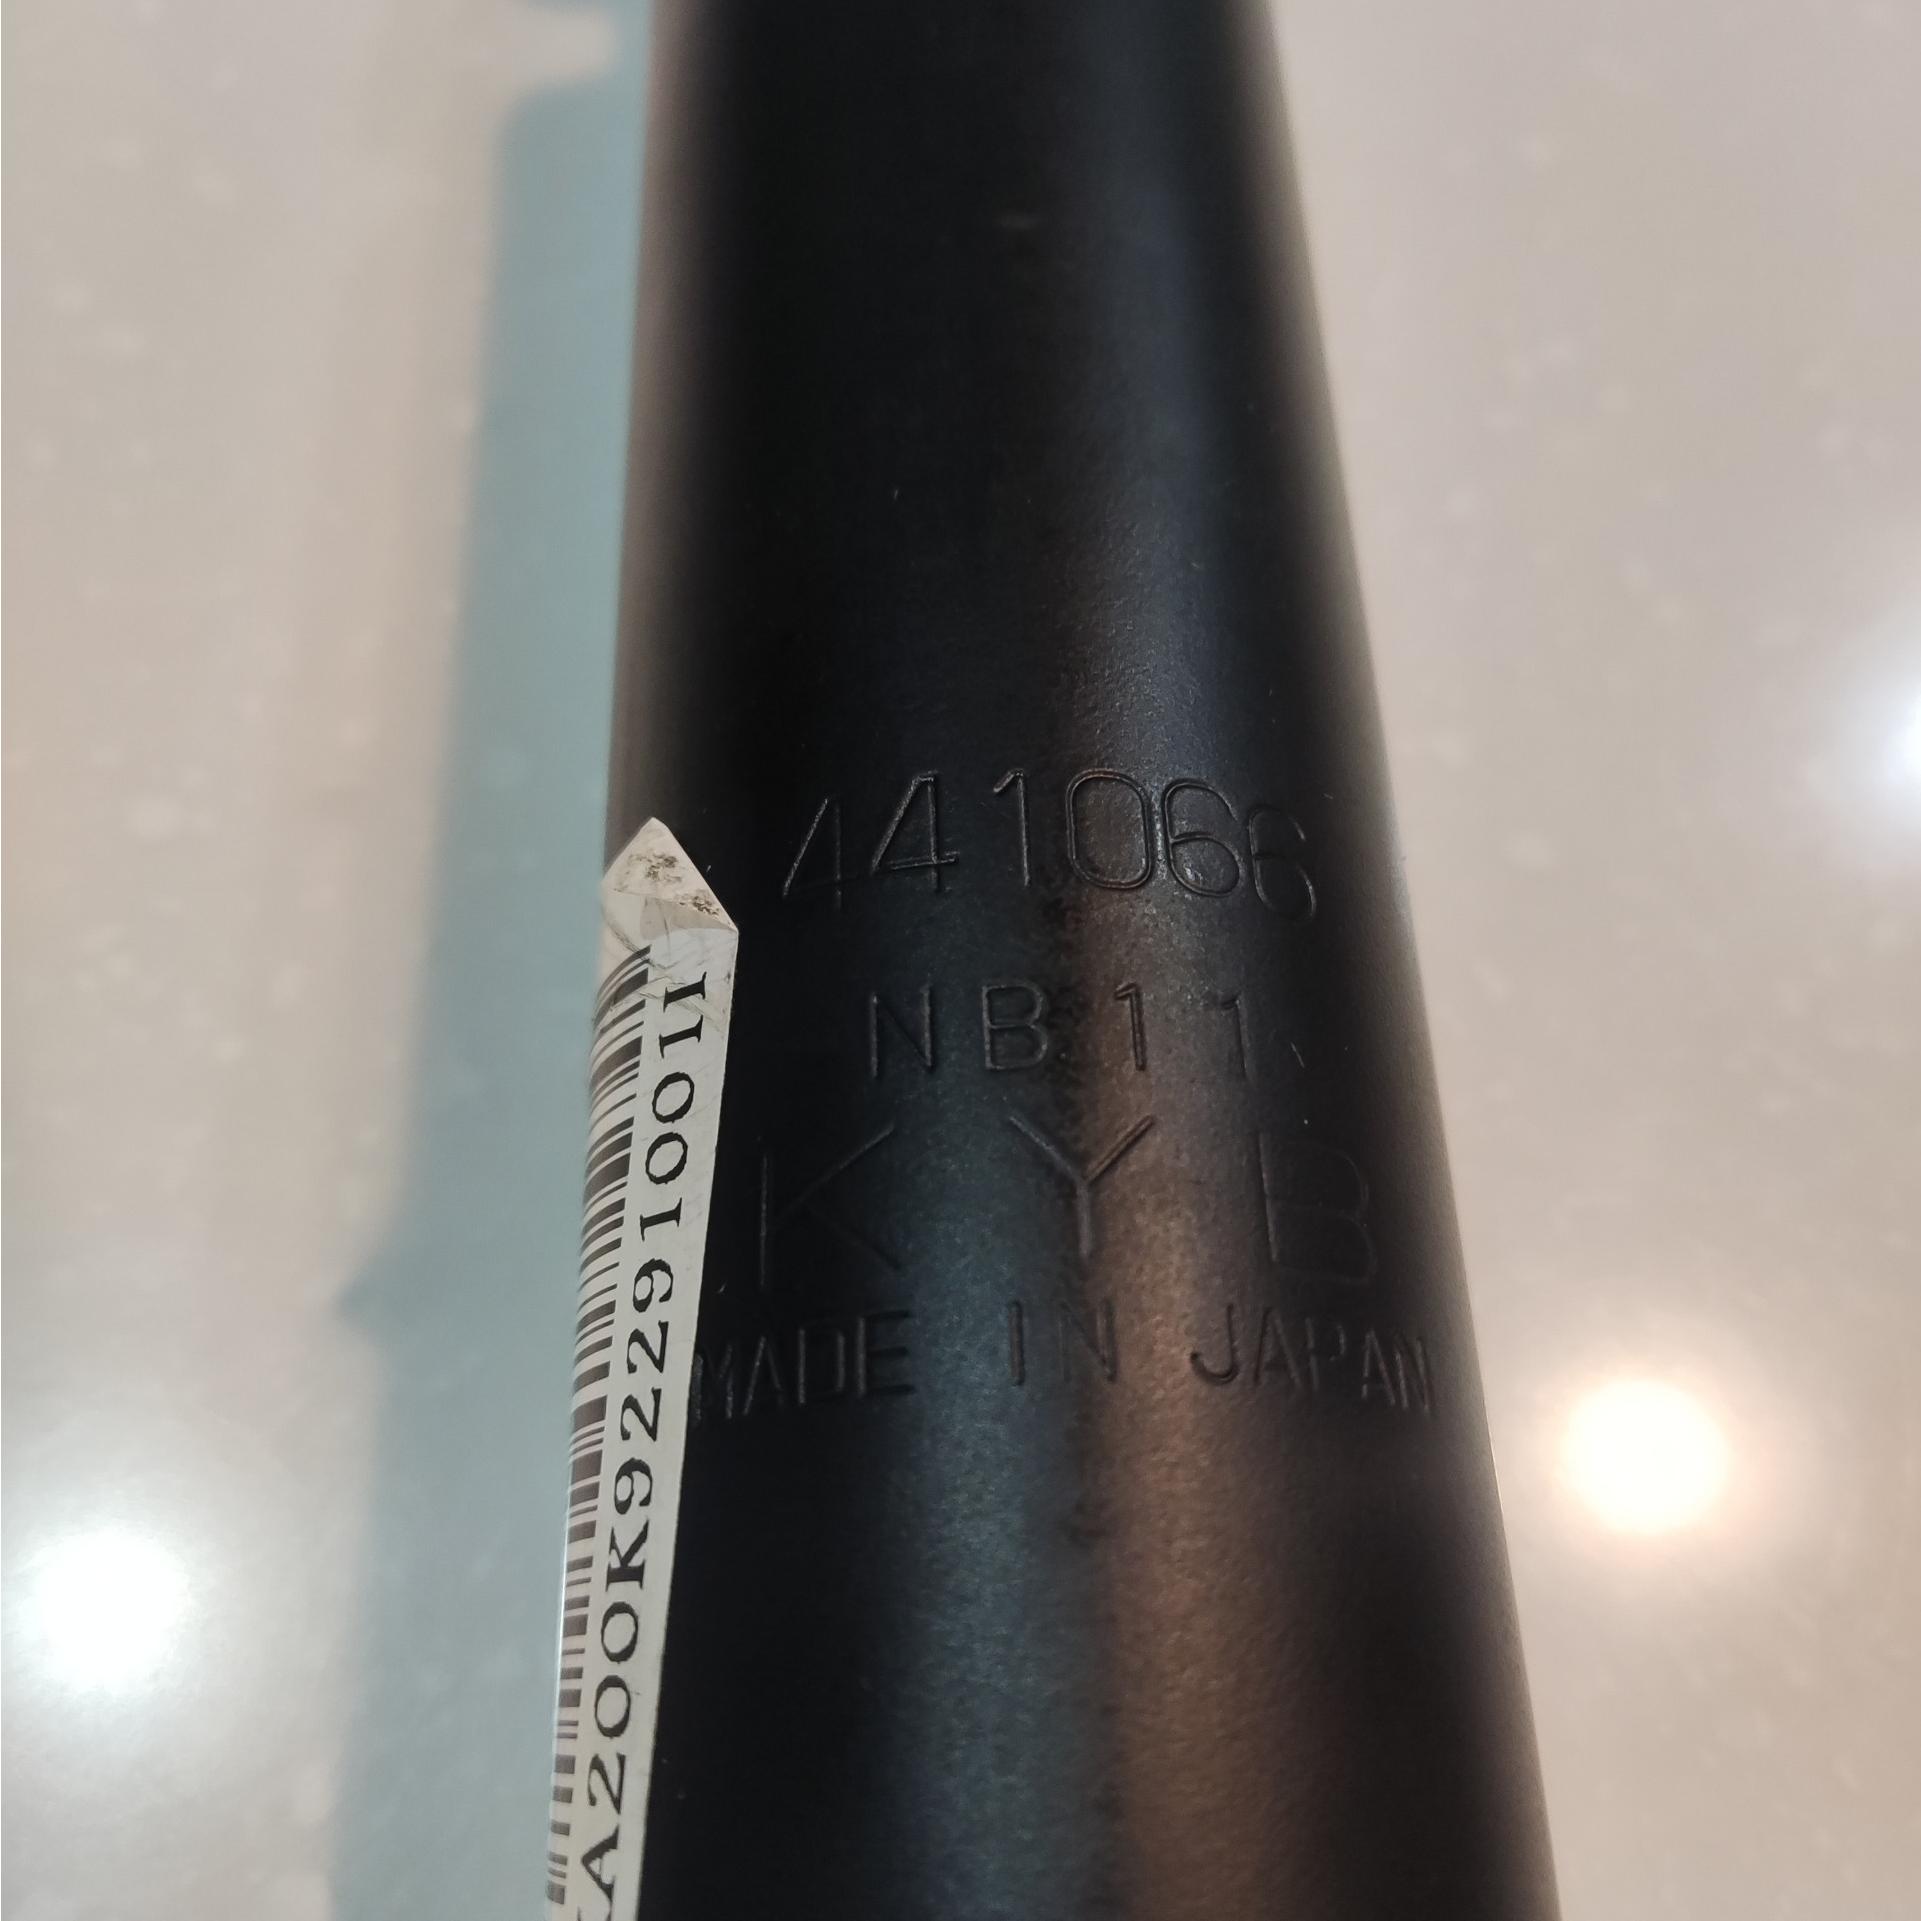 441066
NB11
KYB
MADE IN JAPAN
A200K92291001I